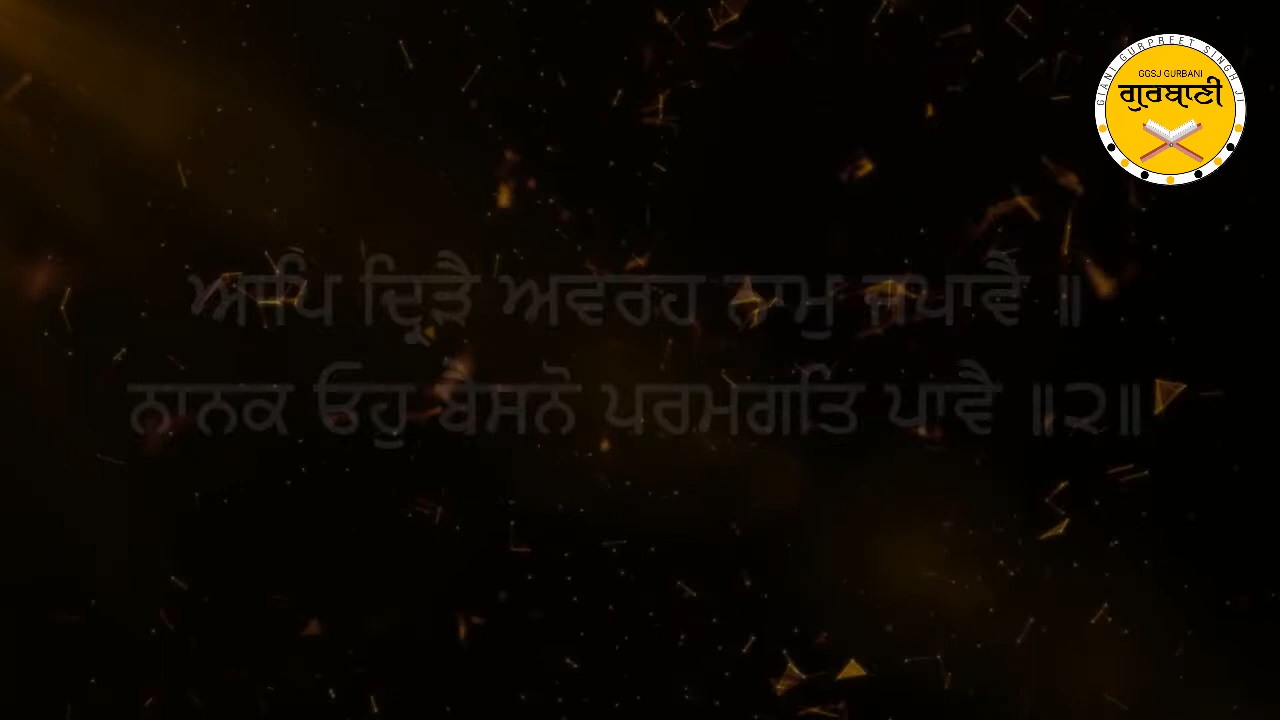 GIANI GURPREET SINGH JI
GGSJ GURBANI
ਗੁਰਬਾਣੀ
ਆਪਿ ਦ੍ਰਿੜੈ ਅਵਰਹ ਨਾਮੁ ਜਪਾਵੈ ॥
ਨਾਨਕ ਓਹੁ ਬੈਸਨੋ ਪਰਮਗਤਿ ਪਾਵੈ ॥੨॥